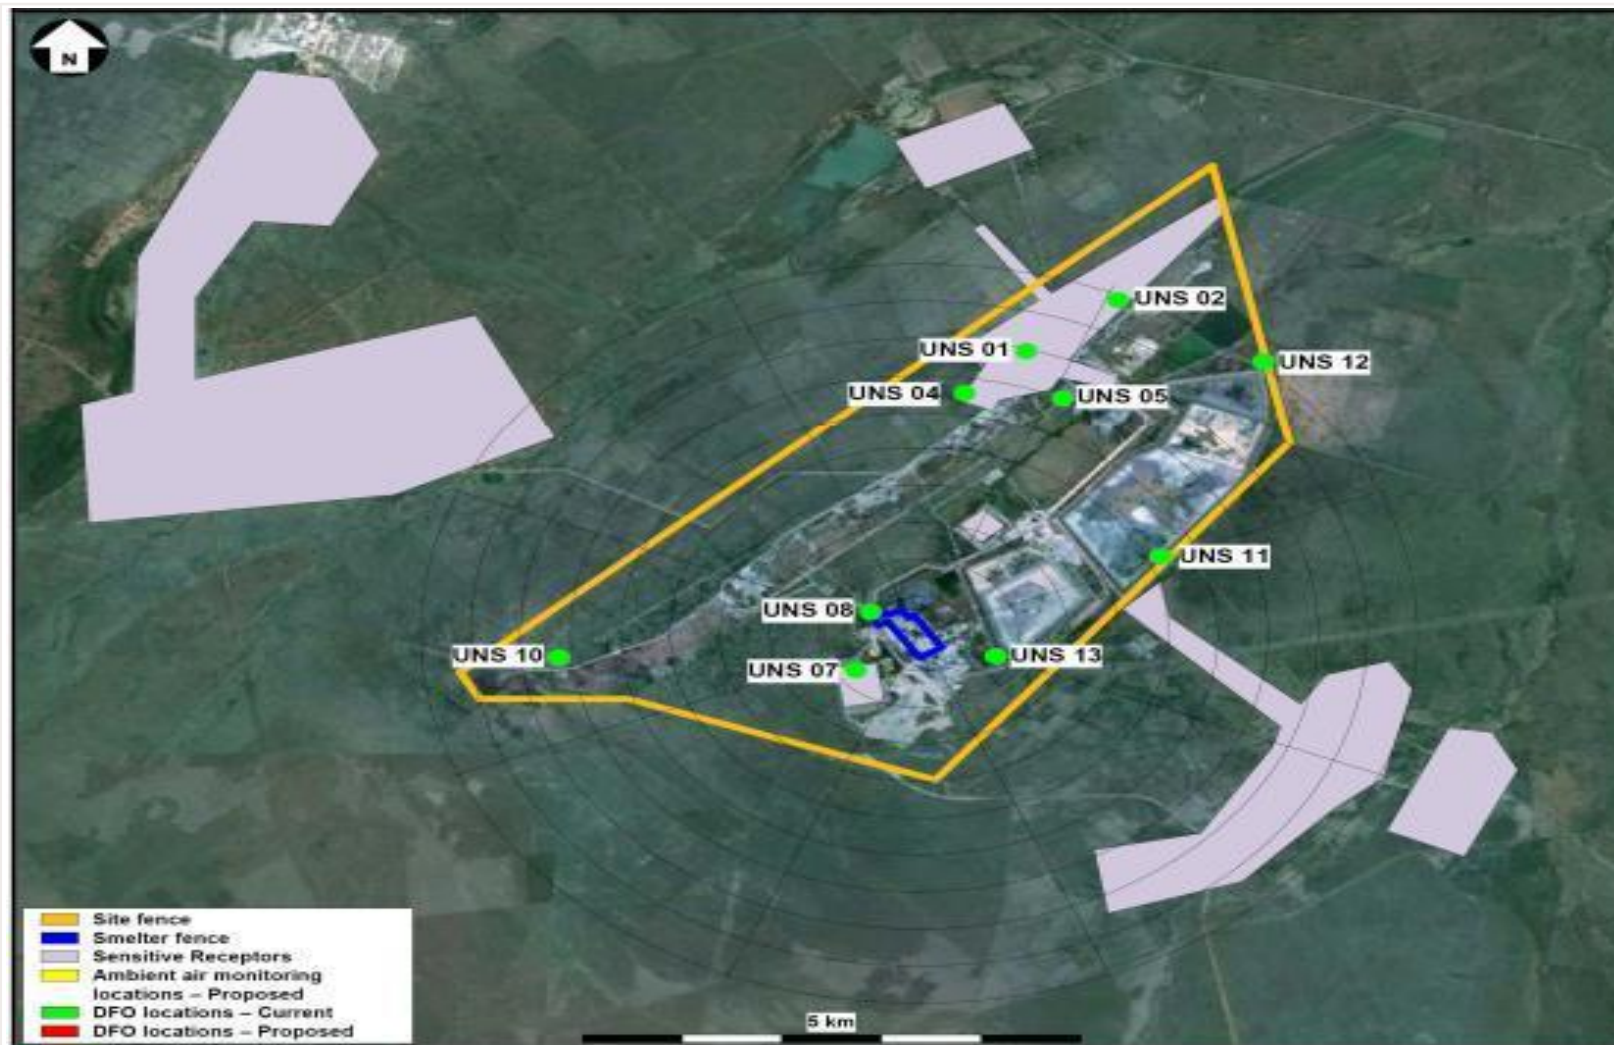 N
UNS 02
UNS 01
UNS 12
UNS 04
UNS 05
UNS 11
UNS 08
UNS 10
UNS 13
UNS 07
Site fence
Smelter fence
Sensitive Receptors
Ambient air monitoring
locations – Proposed
DFO locations – Current
DFO locations – Proposed
5 km